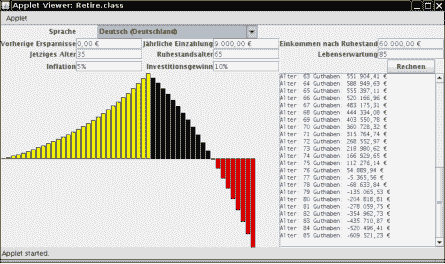 Applet Viewer: Retire.class
Applet
Sprache Deutsch (Deutschland)
Vorherige Ersparnisse 0,00 € Jährliche Einzahlung 9.000,00 € Einkommen nach Ruhestand 60.000,00 €
Jetziges Alter 35 Ruhestandsalter 65 Lebenserwartung 85
Inflation 5% Investitionsgewinn 10% Rechnen
Alter 63 Guthaben 551 904,41 €
Alter 64 Guthaben 588 949,63 €
Alter 65 Guthaben 555 397,11 €
Alter 66 Guthaben 520 166,96 €
Alter 67 Guthaben 483 175,31 €
Alter 68 Guthaben 444 334,08 €
Alter 69 Guthaben 403 550,78 €
Alter 70 Guthaben 360 728,32 €
Alter 71 Guthaben 315 764,74 €
Alter 72 Guthaben 268 552,97 €
Alter 73 Guthaben 218 980,62 €
Alter 74 Guthaben 166 929,65 €
Alter 75 Guthaben 112 276,14 €
Alter 76 Guthaben 54 889,94 €
Alter 77 Guthaben -5 365,56 €
Alter 78 Guthaben -68 633,84 €
Alter 79 Guthaben -135 065,53 €
Alter 80 Guthaben -204 818,81 €
Alter 81 Guthaben -278 059,75 €
Alter 82 Guthaben -354 962,73 €
Alter 83 Guthaben -435 710,87 €
Alter 84 Guthaben -520 496,41 €
Alter 85 Guthaben -609 521,23 €
Applet started.